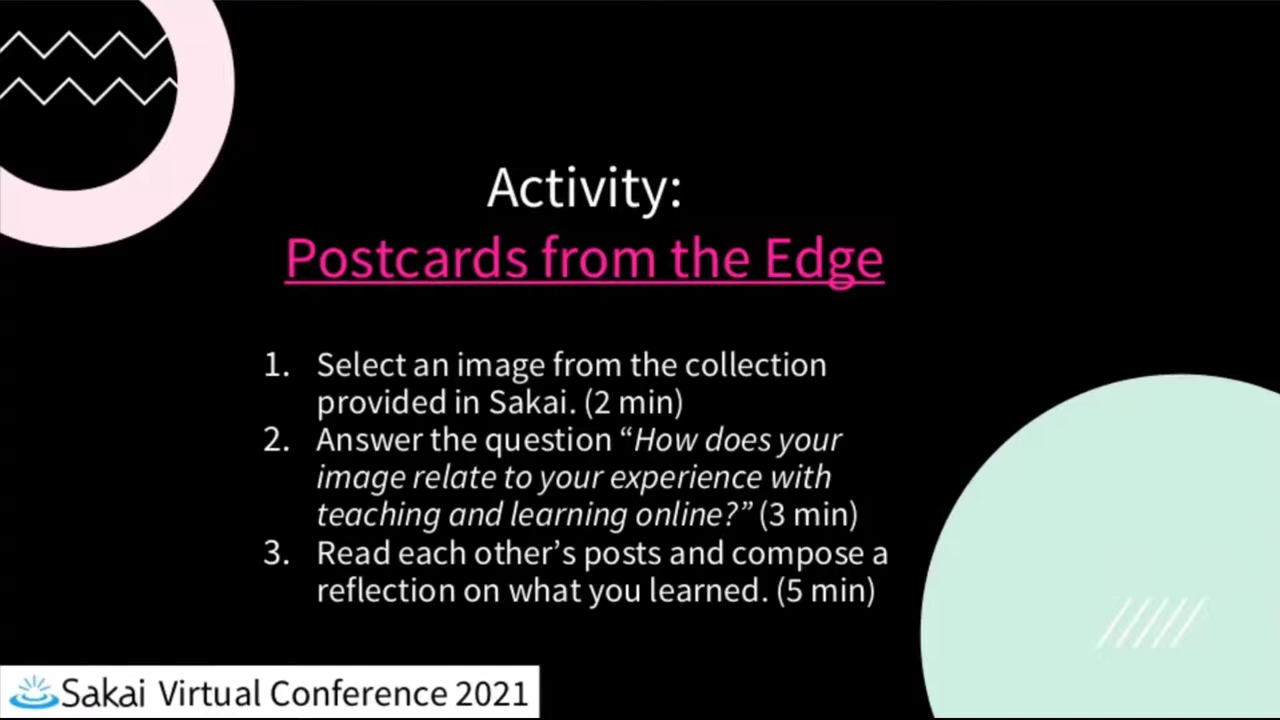 Activity:
Postcards from the Edge
1. Select an image from the collection
provided in Sakai. (2 min)
2. Answer the question “How does your
image relate to your experience with
teaching and learning online?” (3 min)
3. Read each other’s posts and compose a
reflection on what you learned. (5 min)
Sakai Virtual Conference 2021